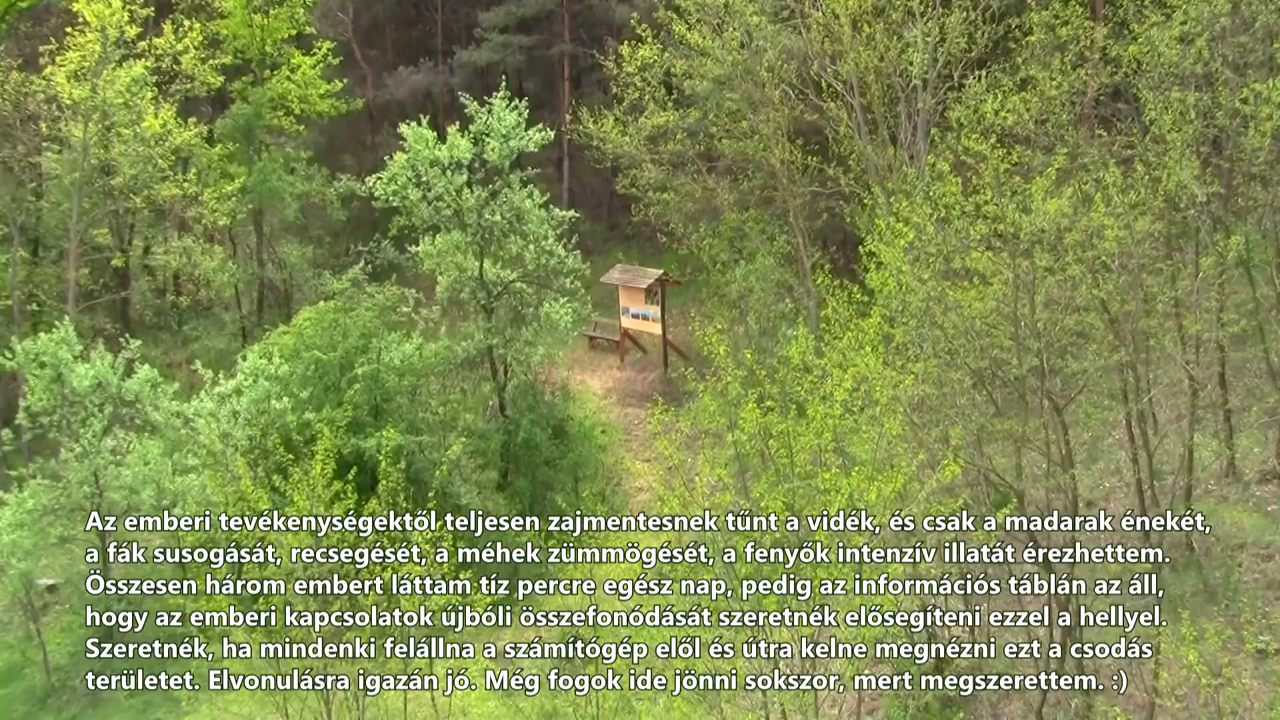 Az emberi tevékenységektől teljesen zajmentesnek tűnt a vidék, és csak a madarak énekét,
a fák susogását, recsegését, a méhek zümmögését, a fenyők intenzív illatát érezhettem.
Összesen három embert láttam tíz percre egész nap, pedig az információs táblán az áll,
hogy az emberi kapcsolatok újbóli összefonódását szeretnék elősegíteni ezzel a hellyel.
Szeretnék, ha mindenki felállna a számítógép elől és útra kelne megnézni ezt a csodás
területet. Elvonulásra igazán jó. Még fogok ide jönni sokszor, mert megszerettem. :)